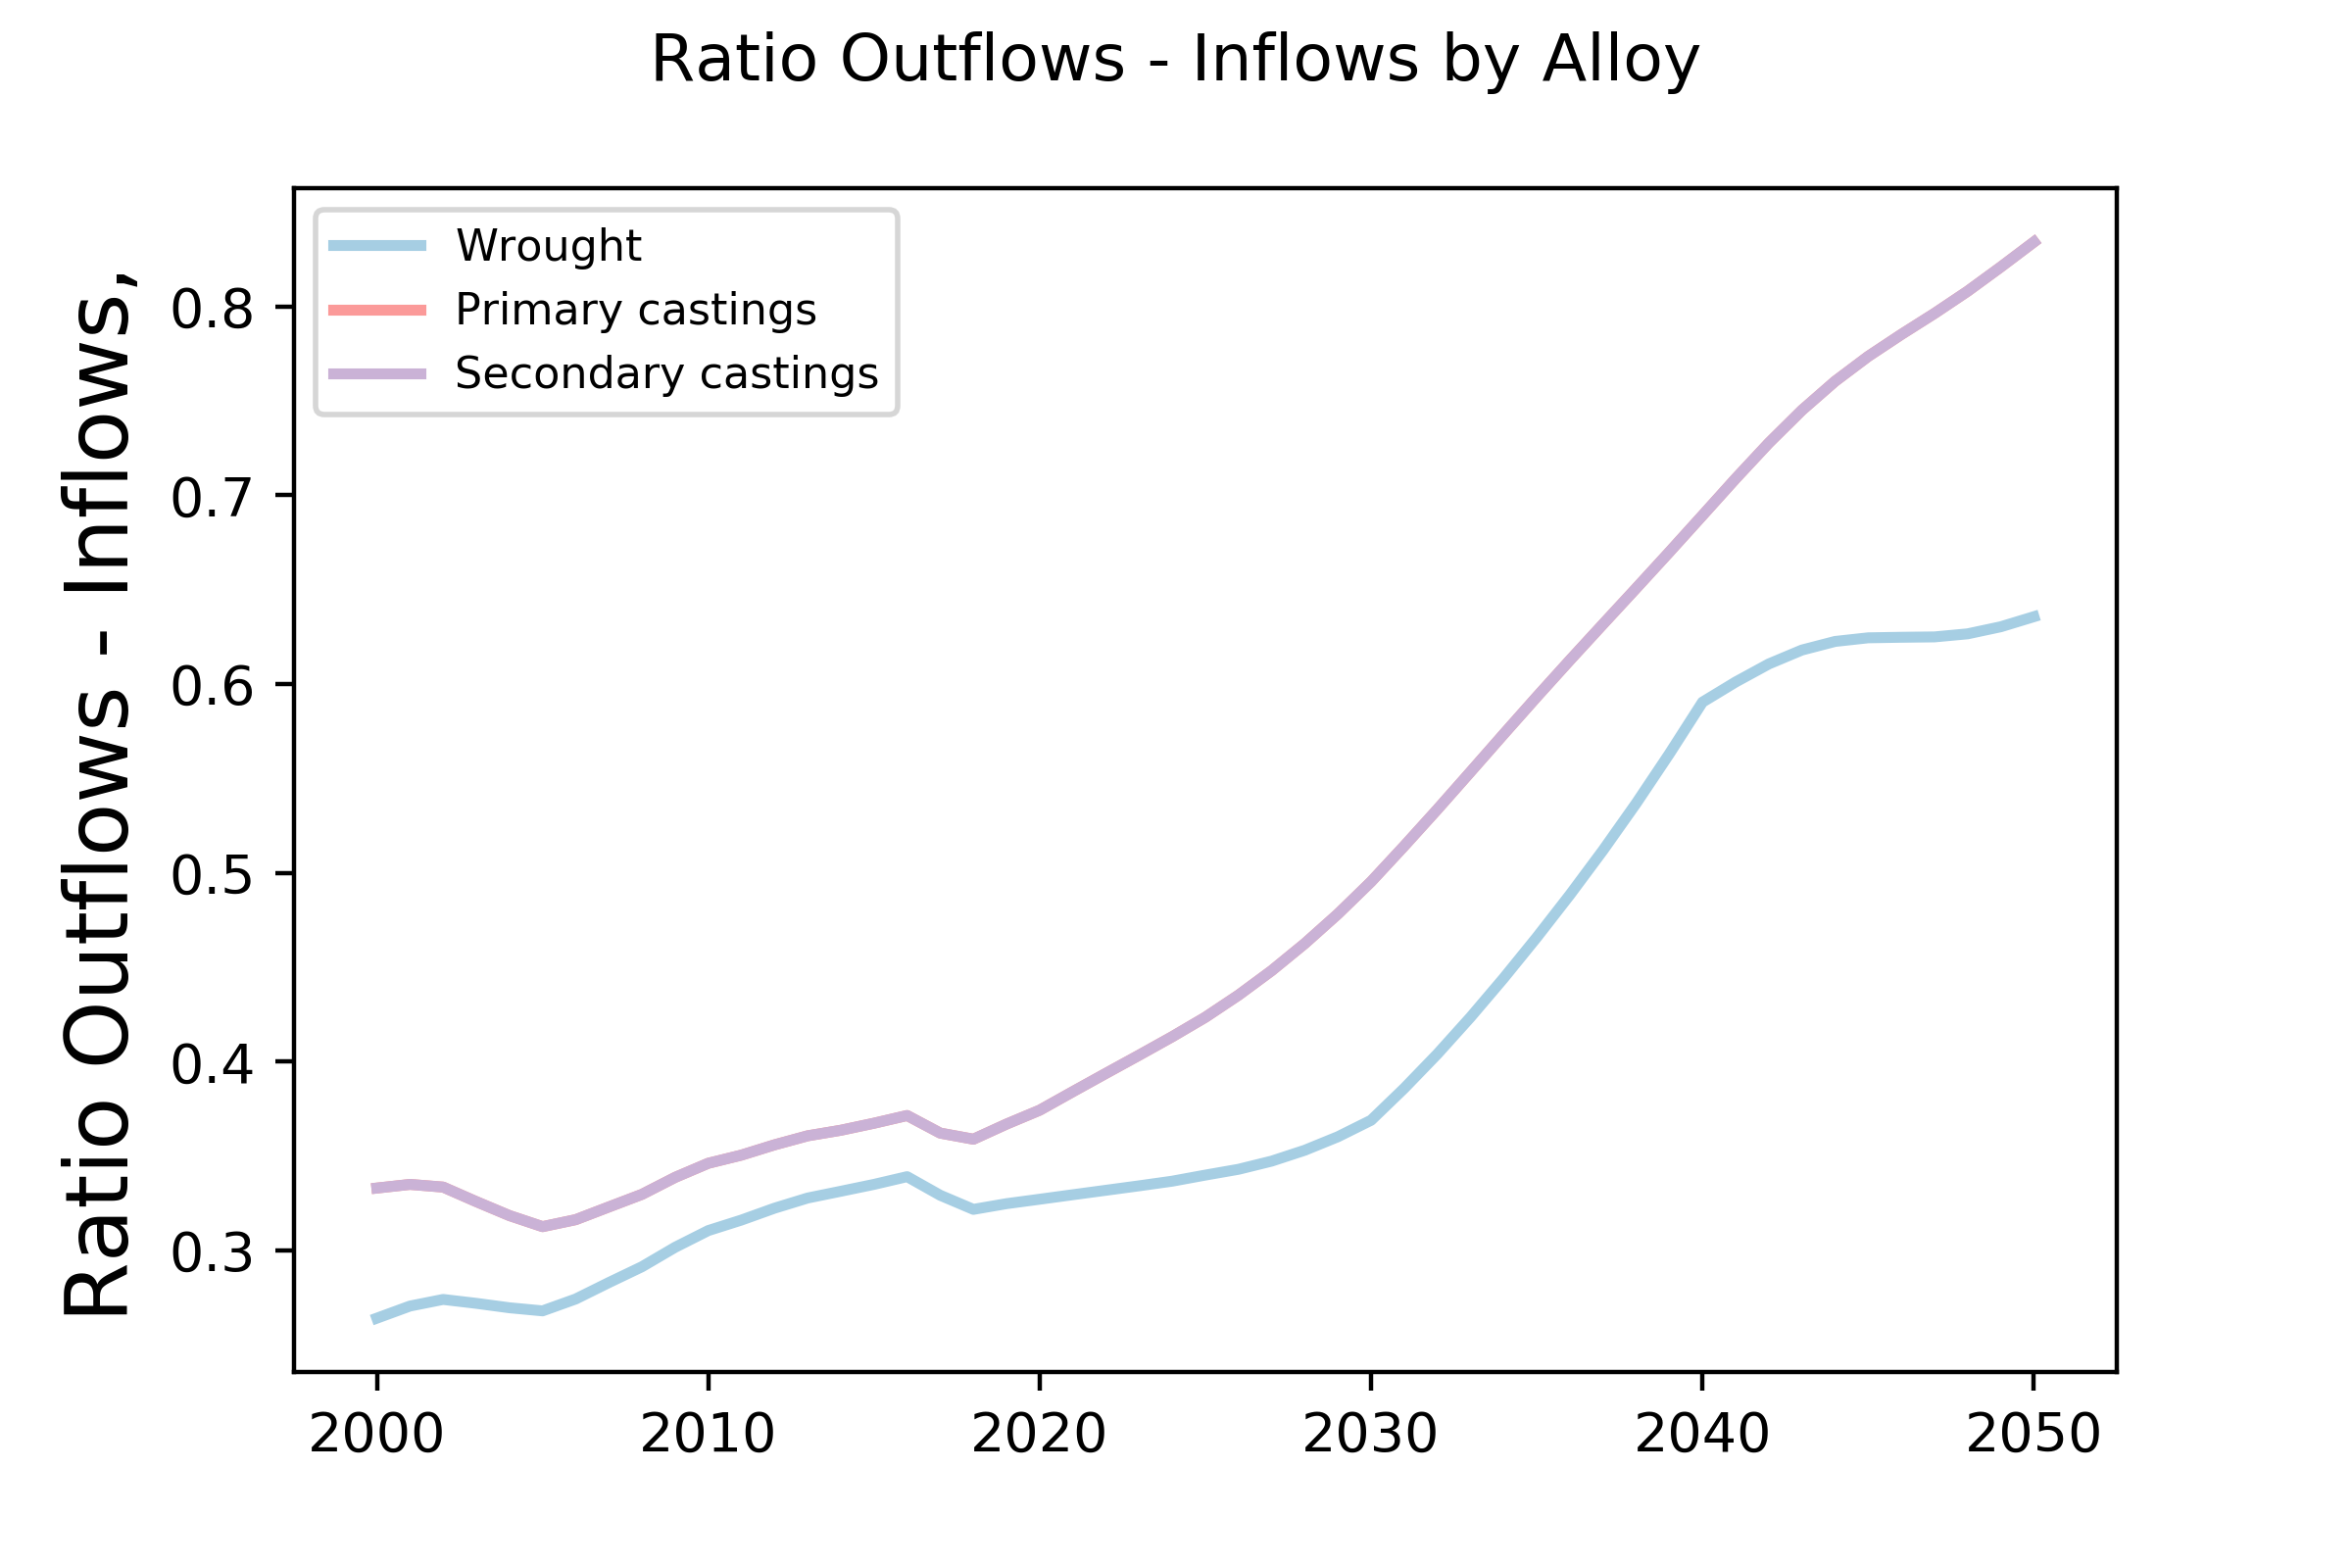 Ratio Outflows - Inflows by Alloy
Ratio Outflows - Inflows,
Wrought
Primary castings
Secondary castings
0.8
0.7
0.6
0.5
0.4
0.3
2000 2010 2020 2030 2040 2050